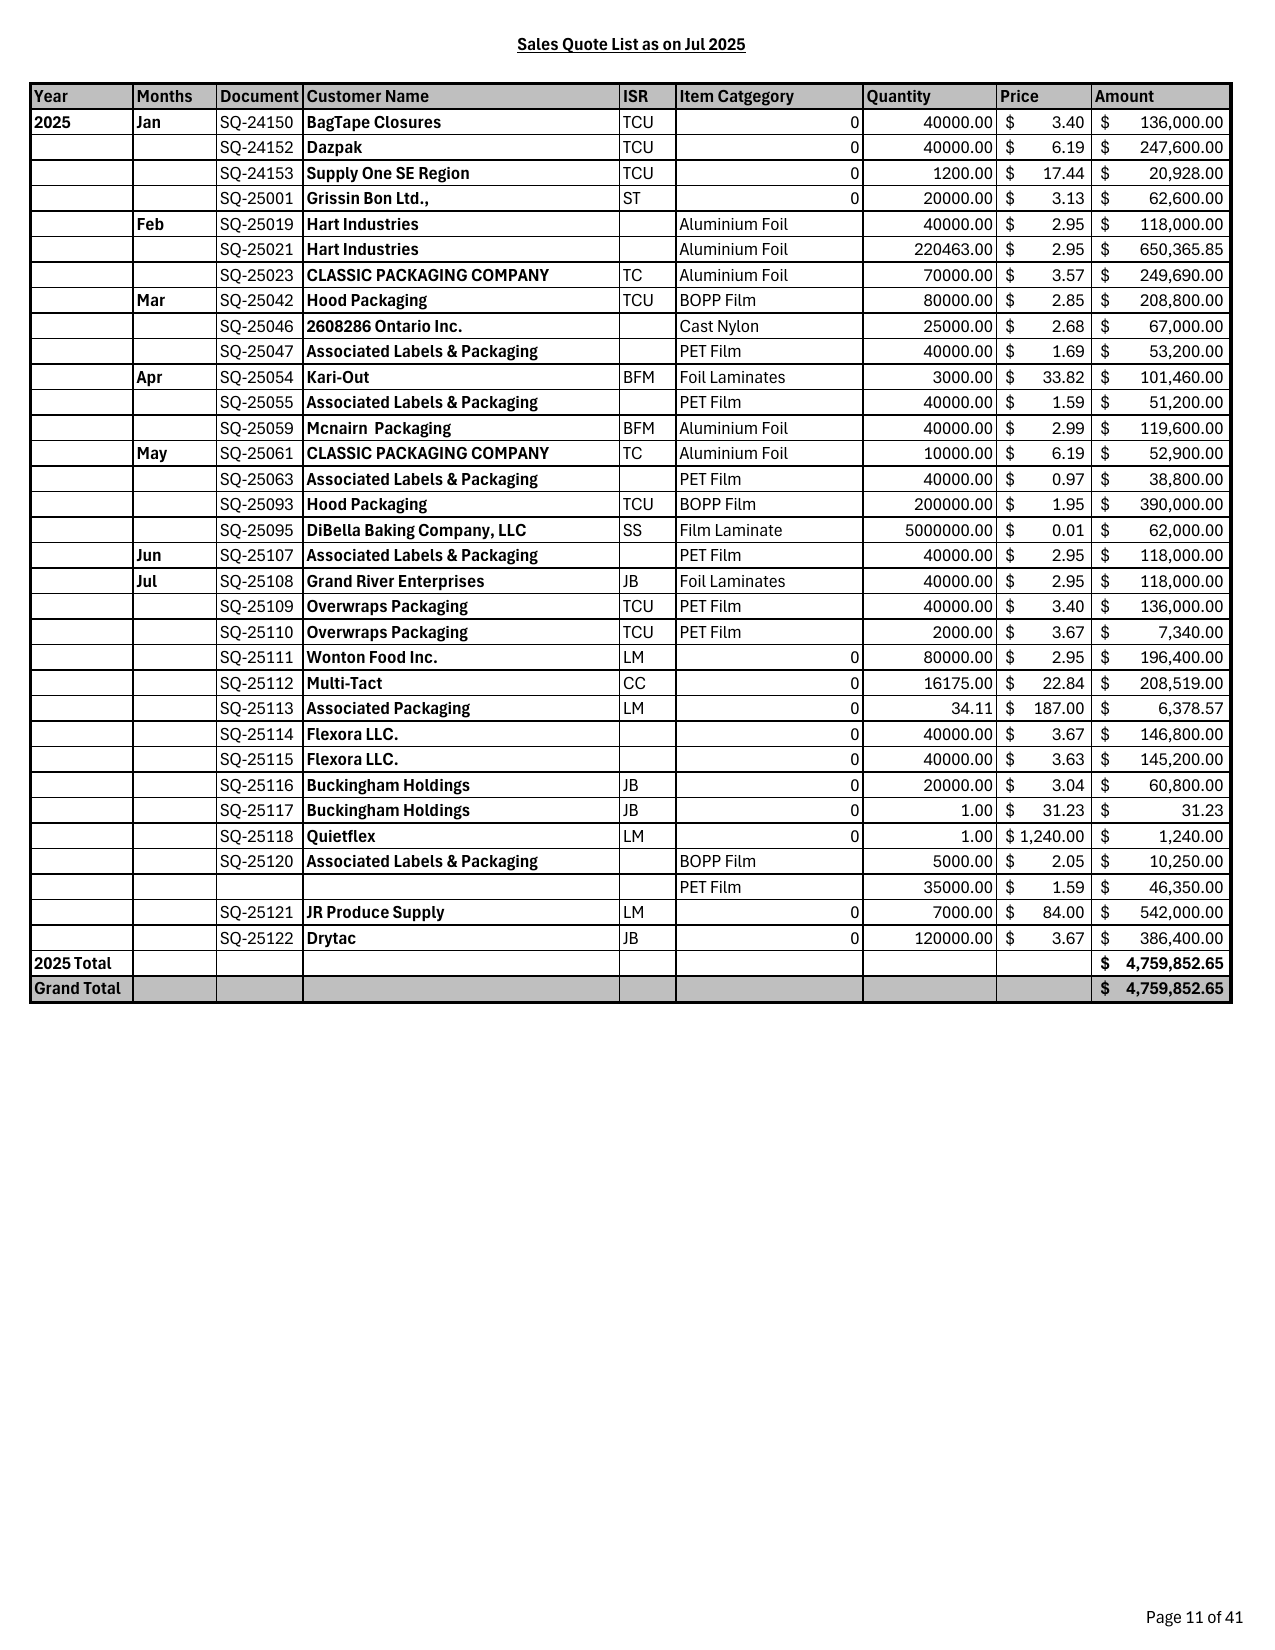 Sales Quote List as on Jul 2025
Year Months Document Customer Name ISR Item Catgegory Quantity Price Amount
2025 Jan SQ-24150 BagTape Closures TCU 0 40000.00 $ 3.40 $ 136,000.00
SQ-24152 Dazpak TCU 0 40000.00 $ 6.19 $ 247,600.00
SQ-24153 Supply One SE Region TCU 0 1200.00 $ 17.44 $ 20,928.00
SQ-25001 Grissin Bon Ltd., ST 0 20000.00 $ 3.13 $ 62,600.00
Feb SQ-25019 Hart Industries Aluminium Foil 40000.00 $ 2.95 $ 118,000.00
SQ-25021 Hart Industries Aluminium Foil 220463.00 $ 2.95 $ 650,365.85
SQ-25023 CLASSIC PACKAGING COMPANY TC Aluminium Foil 70000.00 $ 3.57 $ 249,690.00
Mar SQ-25042 Hood Packaging TCU BOPP Film 80000.00 $ 2.85 $ 208,800.00
SQ-25046 2608286 Ontario Inc. Cast Nylon 25000.00 $ 2.68 $ 67,000.00
SQ-25047 Associated Labels & Packaging PET Film 40000.00 $ 1.69 $ 53,200.00
Apr SQ-25054 Kari-Out BFM Foil Laminates 3000.00 $ 33.82 $ 101,460.00
SQ-25055 Associated Labels & Packaging PET Film 40000.00 $ 1.59 $ 51,200.00
SQ-25059 Mcnairn Packaging BFM Aluminium Foil 40000.00 $ 2.99 $ 119,600.00
May SQ-25061 CLASSIC PACKAGING COMPANY TC Aluminium Foil 10000.00 $ 6.19 $ 52,900.00
SQ-25063 Associated Labels & Packaging PET Film 40000.00 $ 0.97 $ 38,800.00
SQ-25093 Hood Packaging TCU BOPP Film 200000.00 $ 1.95 $ 390,000.00
SQ-25095 DiBella Baking Company, LLC SS Film Laminate 5000000.00 $ 0.01 $ 62,000.00
Jun SQ-25107 Associated Labels & Packaging PET Film 40000.00 $ 2.95 $ 118,000.00
Jul SQ-25108 Grand River Enterprises JB Foil Laminates 40000.00 $ 2.95 $ 118,000.00
SQ-25109 Overwraps Packaging TCU PET Film 40000.00 $ 3.40 $ 136,000.00
SQ-25110 Overwraps Packaging TCU PET Film 2000.00 $ 3.67 $ 7,340.00
SQ-25111 Wonton Food Inc. LM 0 80000.00 $ 2.95 $ 196,400.00
SQ-25112 Multi-Tact CC 0 16175.00 $ 22.84 $ 208,519.00
SQ-25113 Associated Packaging LM 0 34.11 $ 187.00 $ 6,378.57
SQ-25114 Flexora LLC. 0 40000.00 $ 3.67 $ 146,800.00
SQ-25115 Flexora LLC. 0 40000.00 $ 3.63 $ 145,200.00
SQ-25116 Buckingham Holdings JB 0 20000.00 $ 3.04 $ 60,800.00
SQ-25117 Buckingham Holdings JB 0 1.00 $ 31.23 $ 31.23
SQ-25118 Quietflex LM 0 1.00 $ 1,240.00 $ 1,240.00
SQ-25120 Associated Labels & Packaging BOPP Film 5000.00 $ 2.05 $ 10,250.00
PET Film 35000.00 $ 1.59 $ 46,350.00
SQ-25121 JR Produce Supply LM 0 7000.00 $ 84.00 $ 542,000.00
SQ-25122 Drytac JB 0 120000.00 $ 3.67 $ 386,400.00
2025 Total $ 4,759,852.65
Grand Total $ 4,759,852.65
Page 11 of 41